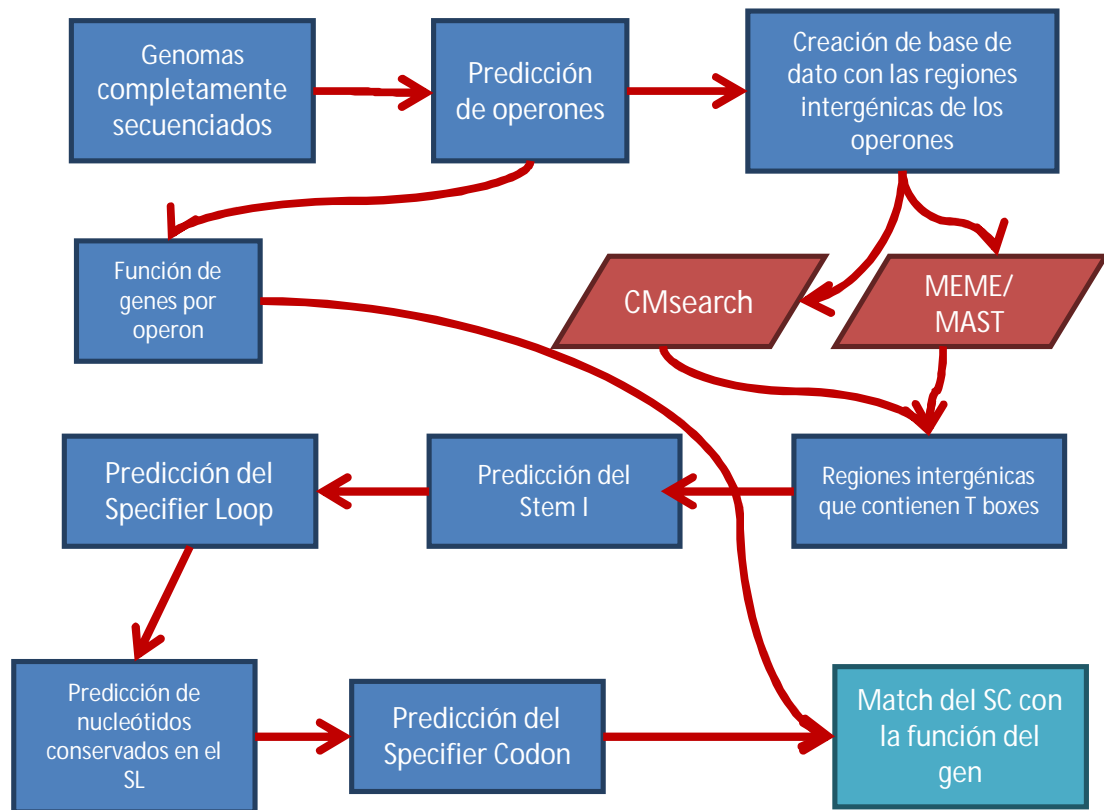 Genomas
completamente
secuenciados
Predicción
de operones
Creación de base de
dato con las regiones
intergénicas de los
operones
Función de
genes por
operon
CMsearch
MEME/
MAST
Predicción del
Specifier Loop
Predicción del
Stem I
Regiones intergénicas
que contienen T boxes
Predicción de
nucleótidos
conservados en el
SL
Predicción del
Specifier Codon
Match del SC con
la función del
gen